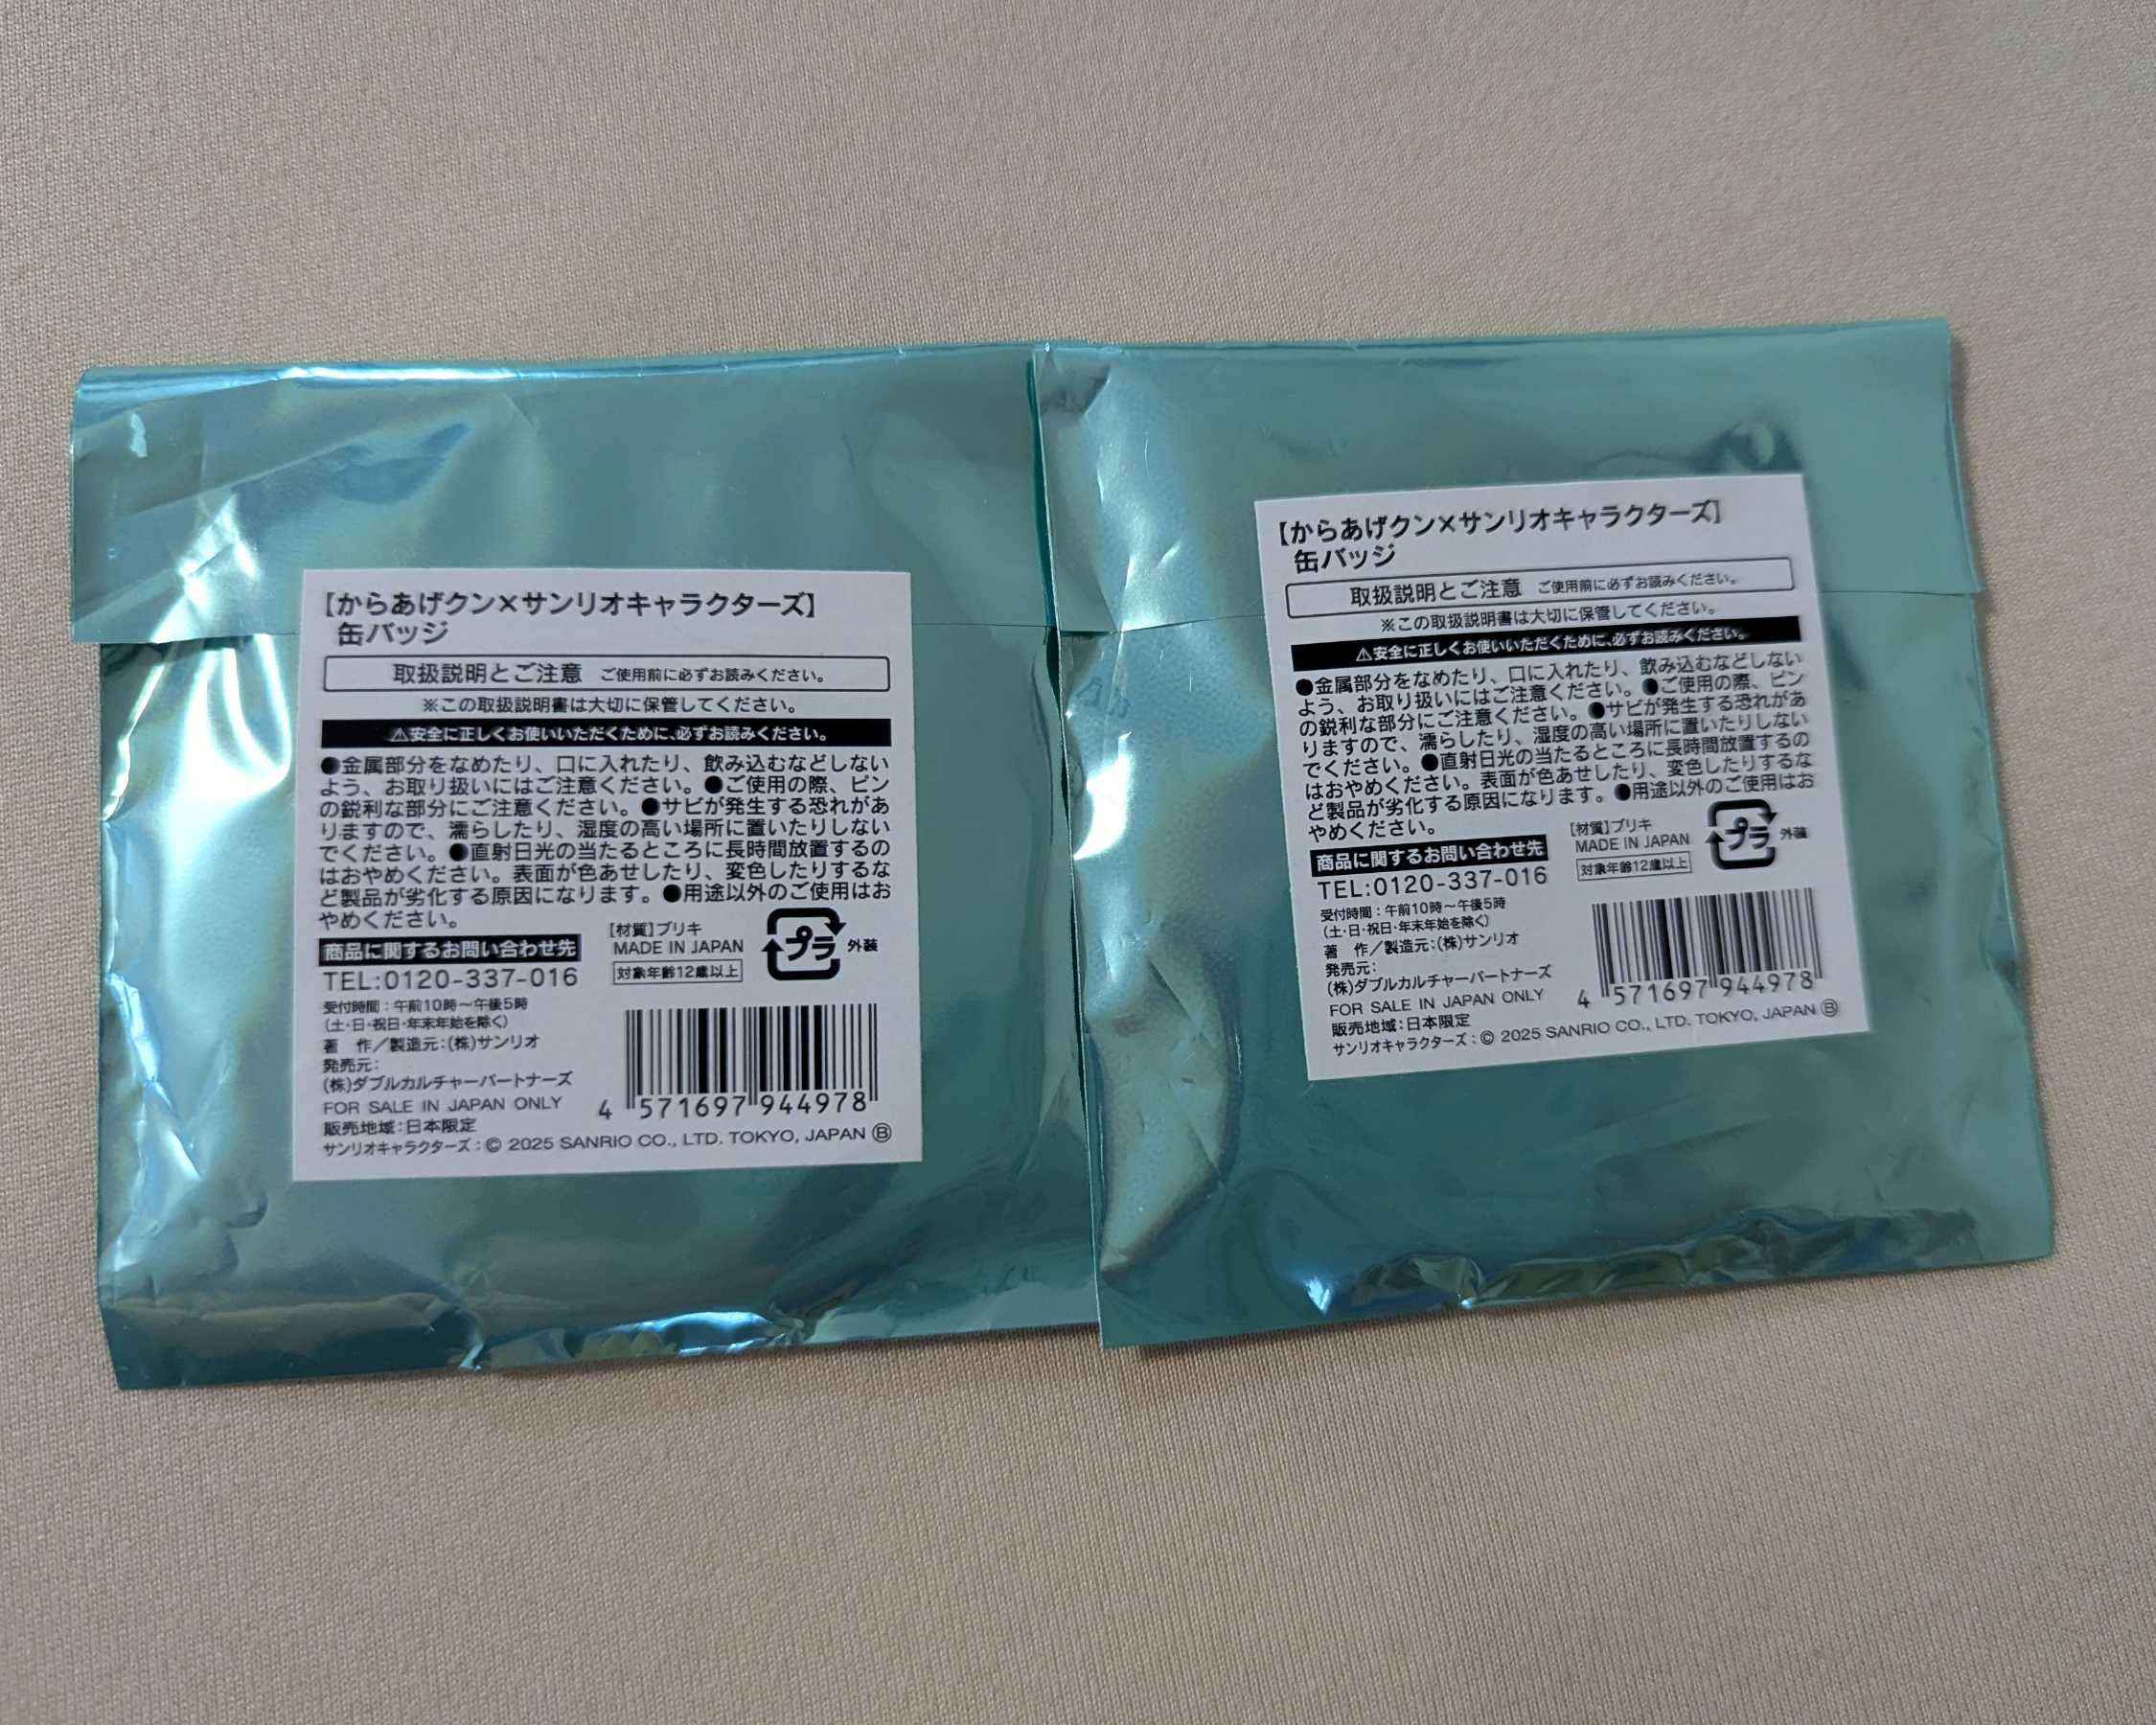 【からあげクン×サンリオキャラクターズ】
缶バッジ
取扱説明とご注意 ご使用前に必ずお読みください。
※この取扱説明書は大切に保管してください。
⚠安全に正しくお使いいただくために、必ずお読みください。
●金属部分をなめたり、口に入れたり、飲み込むなどしない
よう、お取り扱いにはご注意ください。●ご使用の際、ピン
の鋭利な部分にご注意ください。●サビが発生する恐れがあ
りますので、濡らしたり、湿度の高い場所に置いたりしない
でください。●直射日光の当たるところに長時間放置するの
はおやめください。表面が色あせしたり、変色したりするな
ど製品が劣化する原因になります。●用途以外のご使用はお
やめください。
商品に関するお問い合わせ先
TEL:0120-337-016
受付時間：午前10時～午後5時
（土・日・祝日・年末年始を除く）
著　作／製造元：(株)サンリオ
発売元：
(株)ダブルカルチャーパートナーズ
FOR SALE IN JAPAN ONLY
販売地域：日本限定
【材質】ブリキ
MADE IN JAPAN
対象年齢12歳以上
プラ 外装
4 571697 944978
サンリオキャラクターズ：© 2025 SANRIO CO., LTD. TOKYO, JAPAN Ⓑ
【からあげクン×サンリオキャラクターズ】
缶バッジ
取扱説明とご注意 ご使用前に必ずお読みください。
※この取扱説明書は大切に保管してください。
⚠安全に正しくお使いいただくために、必ずお読みください。
●金属部分をなめたり、口に入れたり、飲み込むなどしない
よう、お取り扱いにはご注意ください。●ご使用の際、ピン
の鋭利な部分にご注意ください。●サビが発生する恐れがあ
りますので、濡らしたり、湿度の高い場所に置いたりしない
でください。●直射日光の当たるところに長時間放置するの
はおやめください。表面が色あせしたり、変色したりするな
ど製品が劣化する原因になります。●用途以外のご使用はお
やめください。
商品に関するお問い合わせ先
TEL:0120-337-016
受付時間：午前10時～午後5時
（土・日・祝日・年末年始を除く）
著　作／製造元：(株)サンリオ
発売元：
(株)ダブルカルチャーパートナーズ
FOR SALE IN JAPAN ONLY
販売地域：日本限定
【材質】ブリキ
MADE IN JAPAN
対象年齢12歳以上
プラ 外装
4 571697 944978
サンリオキャラクターズ：© 2025 SANRIO CO., LTD. TOKYO, JAPAN Ⓑ